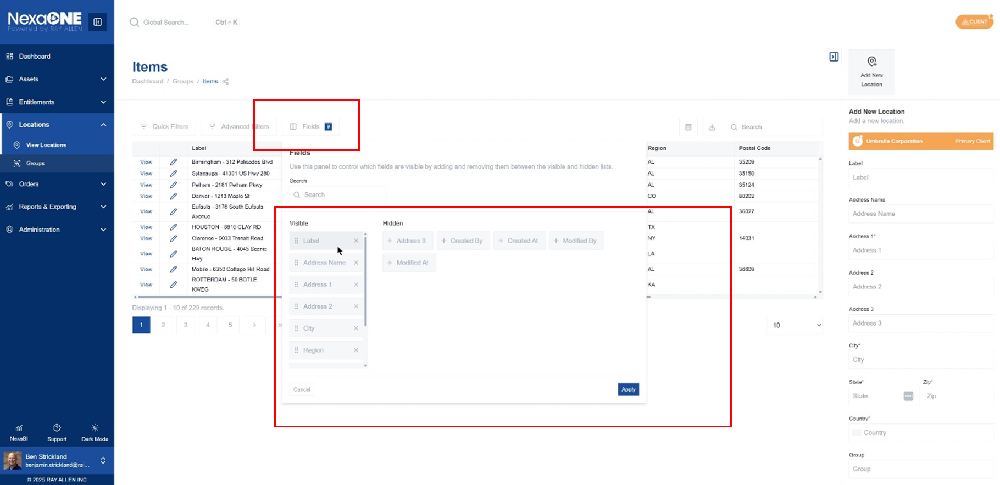 NexaONE
Powered by RAY ALLEN
Global Search...
Ctrl ^ K
CLIENT
Dashboard
Assets
Entitlements
Locations
View Locations
Groups
Orders
Reports & Exporting
Administration
NexaBI
Support
Dark Mode
Ben Strickland
benjamin.strickland@rai...
© 2025 RAY ALLEN INC
Items
Dashboard / Groups / Items
Quick Filters
Advanced Filters
Fields 9
Search
Label
Region
Postal Code
View Birmingham - 312 Palisades Blvd AL 35209
View Sylacauga - 41301 US Hwy 280 AL 35150
View Pelham - 2181 Pelham Pkwy AL 35124
View Denver - 1213 Maple St CO 80202
View Eufaula - 3176 South Eufaula AL 36027
Avenue
View HOUSTON - 8810 CLAY RD TX
View Clarence - 5033 Transit Road NY 14031
View BATON ROUGE - 4045 Scenic LA
Hwy
View Mobile - 6350 Cottage Hill Road AL 36609
View ROTTERDAM - 50 BOTLE KA
KWEG
Displaying 1 - 10 of 229 records.
1 2 3 4 5 > »
10
Fields
Use this panel to control which fields are visible by adding and removing them between the visible and hidden lists.
Search
Search
Visible
Label
Address Name
Address 1
Address 2
City
Region
Hidden
Address 3
Created By
Created At
Modified By
Modified At
Cancel
Apply
Add New
Location
Add New Location
Add a new location.
U Umbrella Corporation Primary Client
Label
Label
Address Name
Address Name
Address 1*
Address 1
Address 2
Address 2
Address 3
Address 3
City*
City
State* Zip*
State Zip
Country*
Country
Group
Group